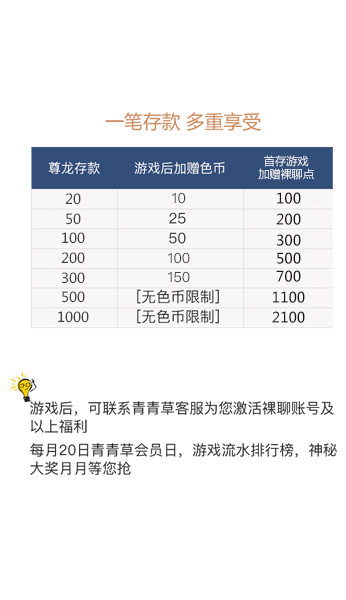 一笔存款 多重享受
尊龙存款 游戏后加赠色币 首存游戏加赠裸聊点
20 10 100
50 25 200
100 50 300
200 100 500
300 150 700
500 [无色币限制] 1100
1000 [无色币限制] 2100
游戏后，可联系青青草客服为您激活裸聊账号及
以上福利
每月20日青青草会员日，游戏流水排行榜，神秘
大奖月月等您抢